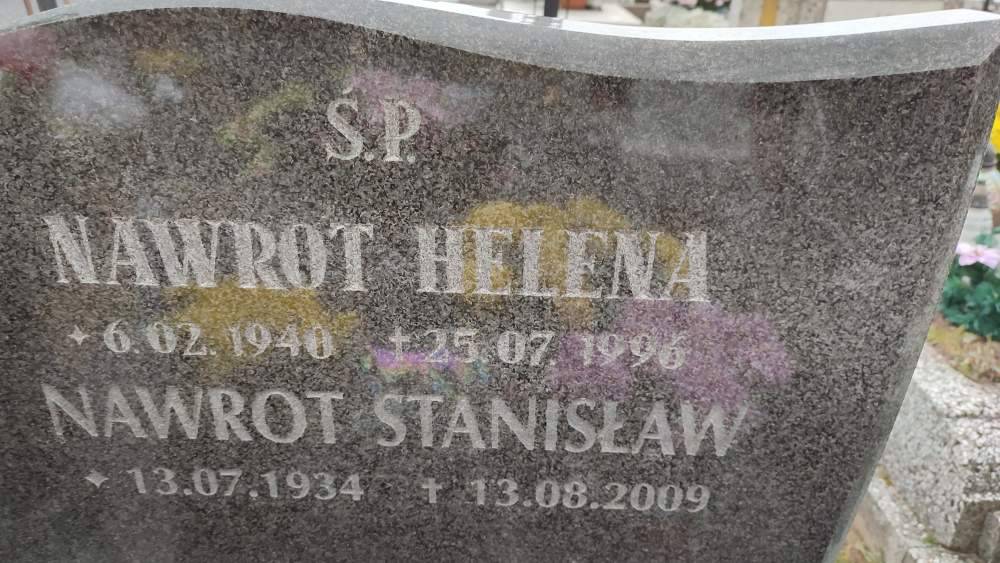 Ś.P.
NAWROT HELENA
✦ 6.02.1940 ✝ 25.07.1996
NAWROT STANISŁAW
✦ 13.07.1934 ✝ 13.08.2009